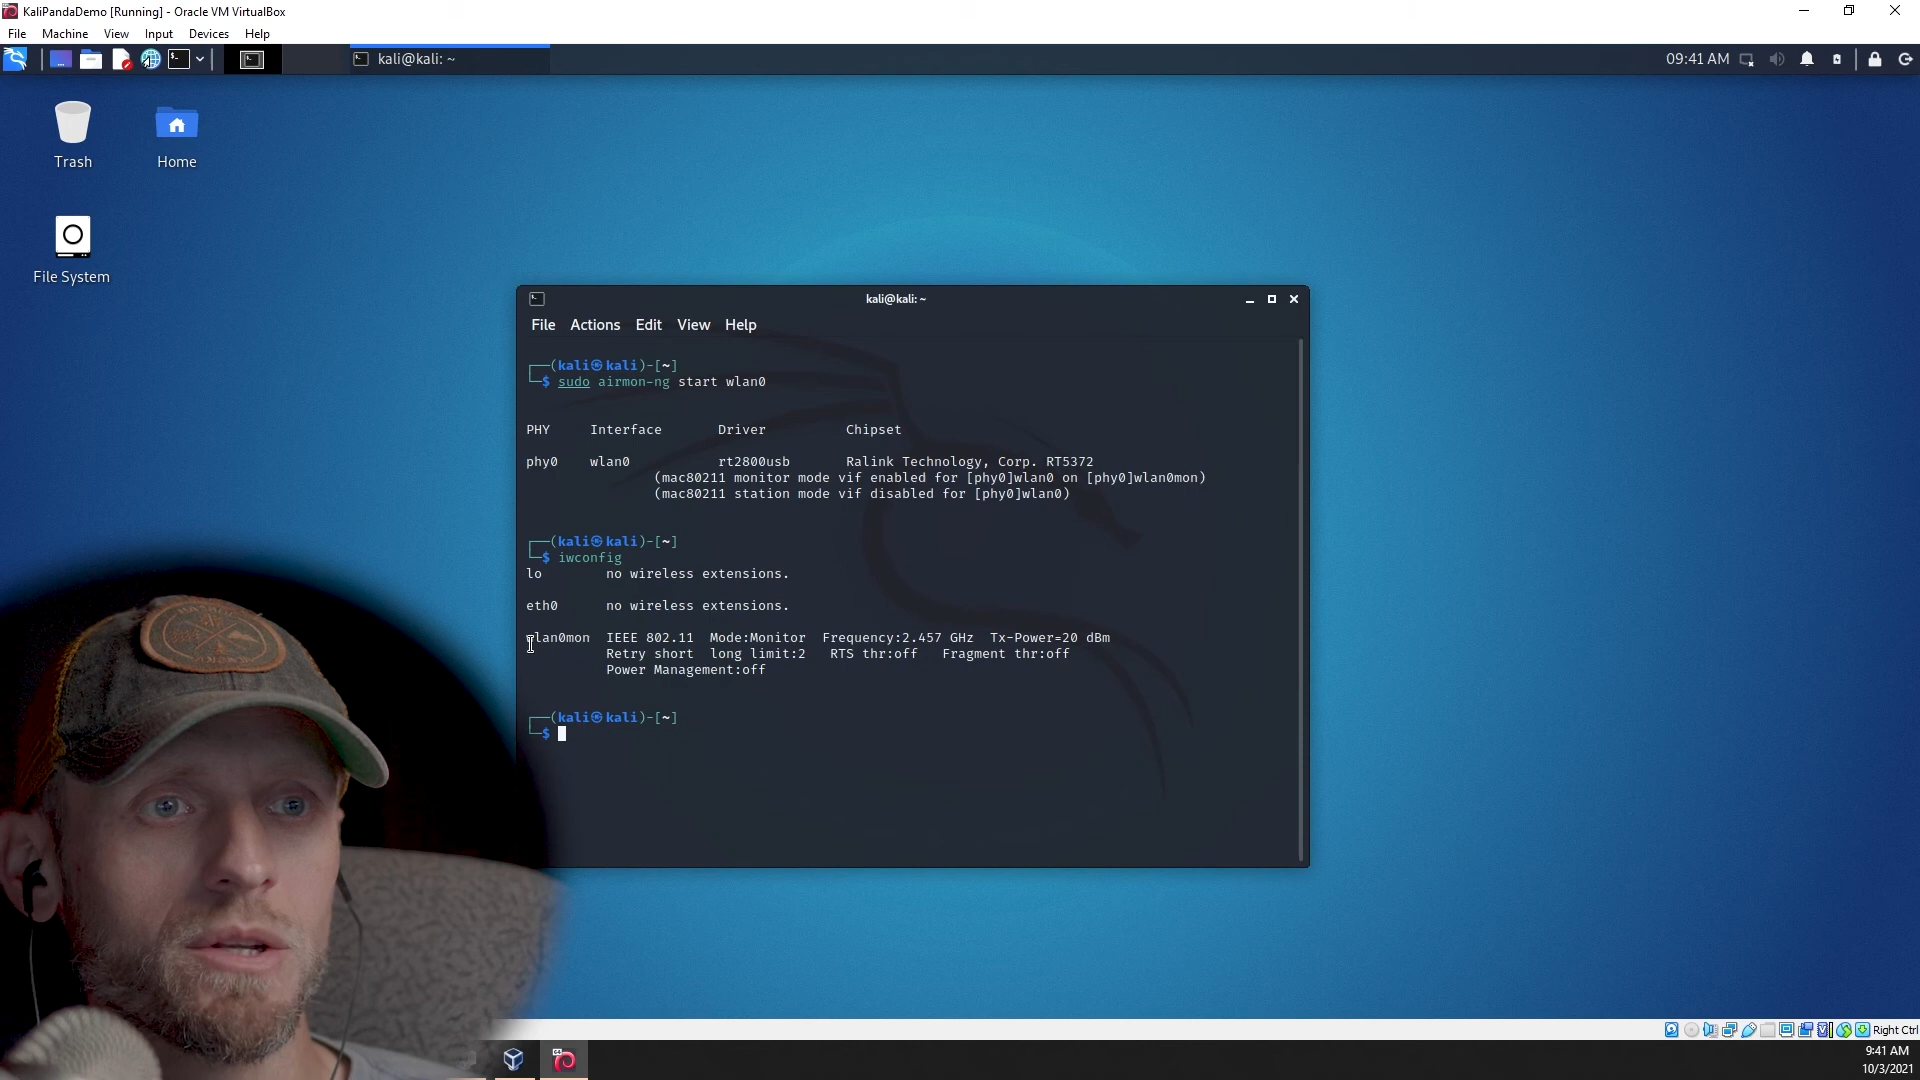 KaliPandaDemo [Running] - Oracle VM VirtualBox
File Machine View Input Devices Help
kali@kali: ~
09:41 AM
Trash
Home
File System
kali@kali: ~
File Actions Edit View Help
┌──(kali㉿kali)-[~]
└─$ sudo airmon-ng start wlan0
PHY Interface Driver Chipset
phy0 wlan0 rt2800usb Ralink Technology, Corp. RT5372
(mac80211 monitor mode vif enabled for [phy0]wlan0 on [phy0]wlan0mon)
(mac80211 station mode vif disabled for [phy0]wlan0)
┌──(kali㉿kali)-[~]
└─$ iwconfig
lo no wireless extensions.
eth0 no wireless extensions.
wlan0mon IEEE 802.11 Mode:Monitor Frequency:2.457 GHz Tx-Power=20 dBm
Retry short long limit:2 RTS thr:off Fragment thr:off
Power Management:off
┌──(kali㉿kali)-[~]
└─$
Right Ctrl
9:41 AM
10/3/2021